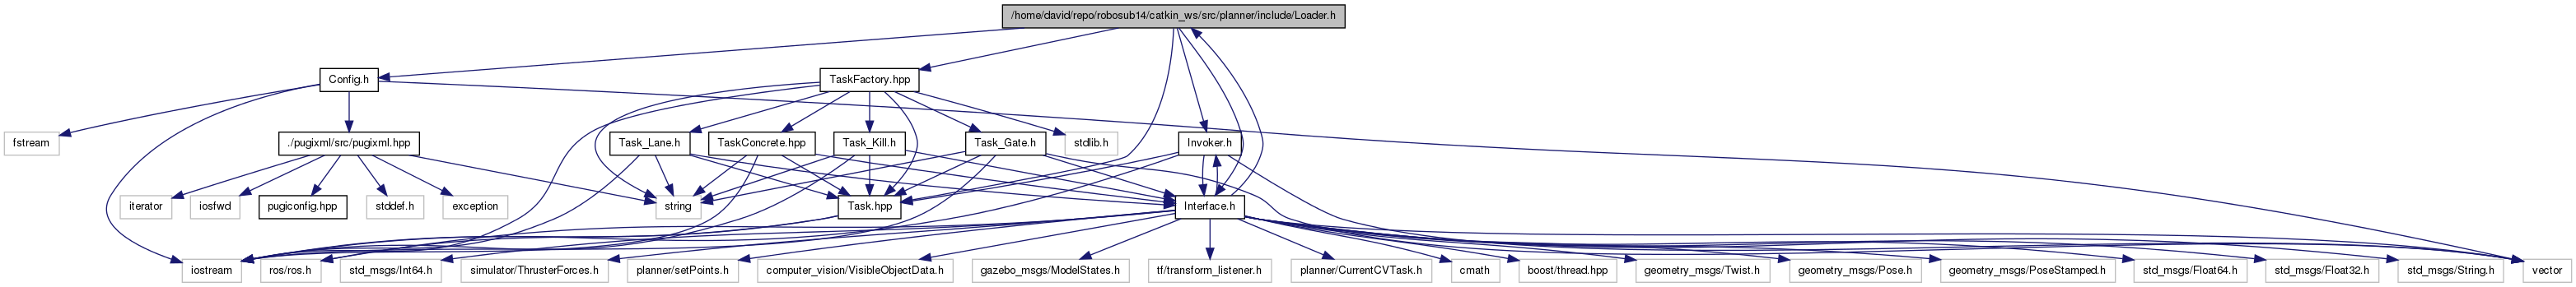 /home/david/repo/robosub14/catkin_ws/src/planner/include/Loader.h
Config.h
TaskFactory.hpp
fstream
./pugixml/src/pugixml.hpp
Task_Lane.h
TaskConcrete.hpp
Task_Kill.h
Task_Gate.h
stdlib.h
Invoker.h
iterator
iosfwd
pugiconfig.hpp
stddef.h
exception
string
Task.hpp
Interface.h
iostream
ros/ros.h
std_msgs/Int64.h
simulator/ThrusterForces.h
planner/setPoints.h
computer_vision/VisibleObjectData.h
gazebo_msgs/ModelStates.h
tf/transform_listener.h
planner/CurrentCVTask.h
cmath
boost/thread.hpp
geometry_msgs/Twist.h
geometry_msgs/Pose.h
geometry_msgs/PoseStamped.h
std_msgs/Float64.h
std_msgs/Float32.h
std_msgs/String.h
vector